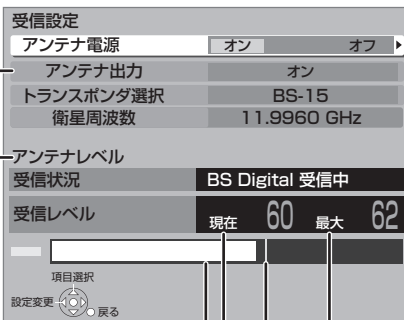 受信設定
アンテナ電源 オン オフ
アンテナ出力 オン
トランスポンダ選択 BS-15
衛星周波数 11.9960 GHz
アンテナレベル
受信状況 BS Digital 受信中
受信レベル 現在 60 最大 62
項目選択
設定変更 戻る